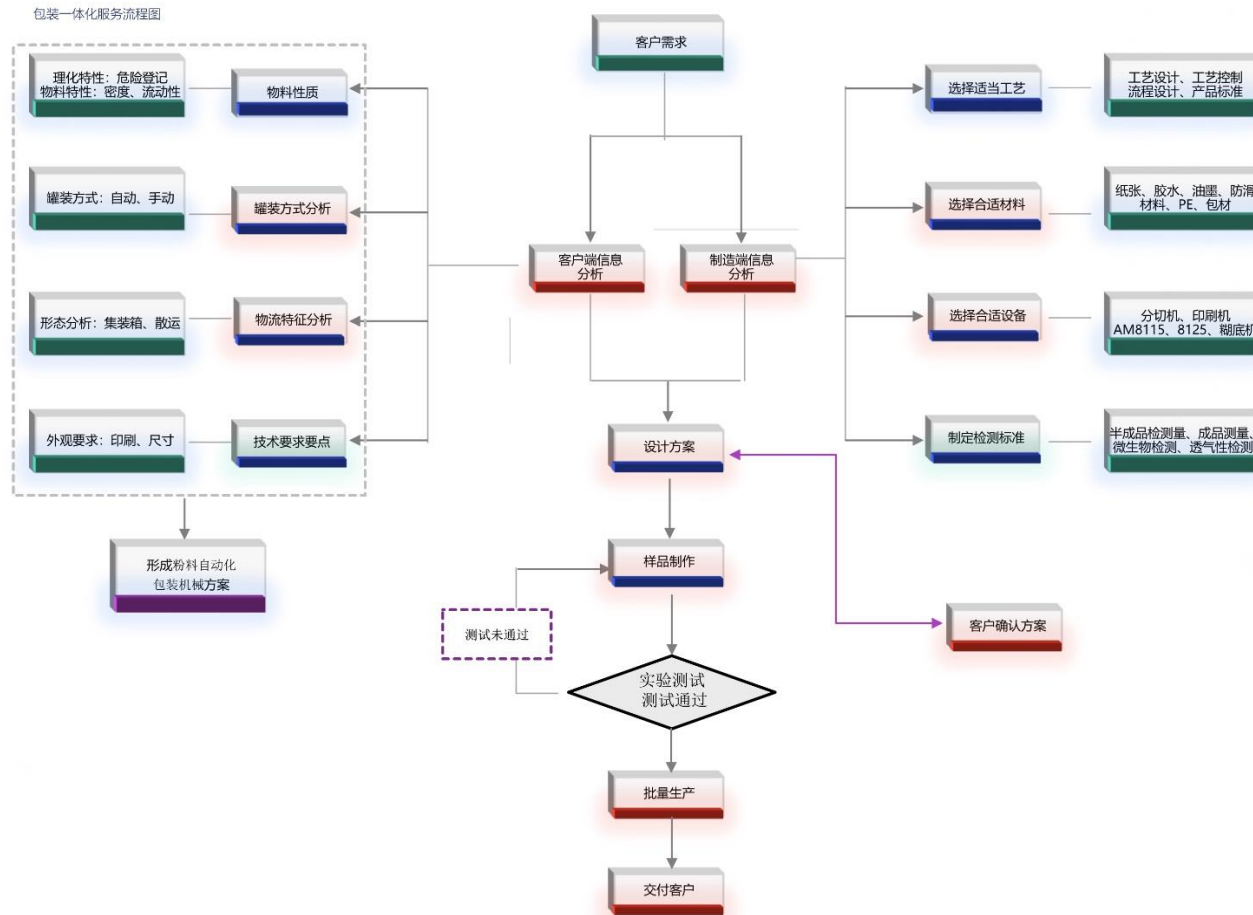 包装一体化服务流程图
客户需求
理化特性：危险登记
物料特性：密度、流动性
物料性质
选择适当工艺
工艺设计、工艺控制
流程设计、产品标准
罐装方式：自动、手动
罐装方式分析
选择合适材料
纸张、胶水、油墨、防滑
材料、PE、包材
客户端信息
分析
制造端信息
分析
形态分析：集装箱、散运
物流特征分析
选择合适设备
分切机、印刷机
AM8115、8125、糊底机
外观要求：印刷、尺寸
技术要求要点
设计方案
制定检测标准
半成品检测量、成品测量、
微生物检测、透气性检测
形成粉料自动化
包装机械方案
样品制作
测试未通过
客户确认方案
实验测试
测试通过
批量生产
交付客户